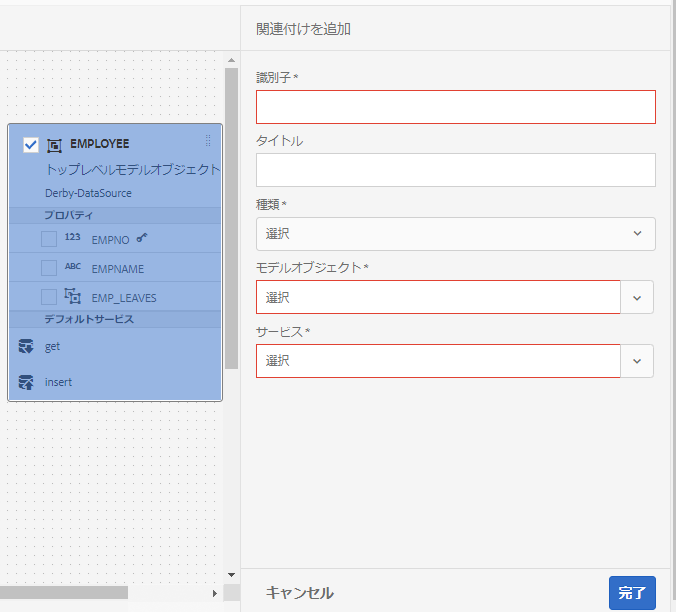 関連付けを追加
EMPLOYEE
トップレベルモデルオブジェクト
Derby-DataSource
プロパティ
123 EMPNO
ABC EMPNAME
EMP_LEAVES
デフォルトサービス
get
insert
識別子*
タイトル
種類*
選択
モデルオブジェクト*
選択
サービス*
選択
キャンセル
完了